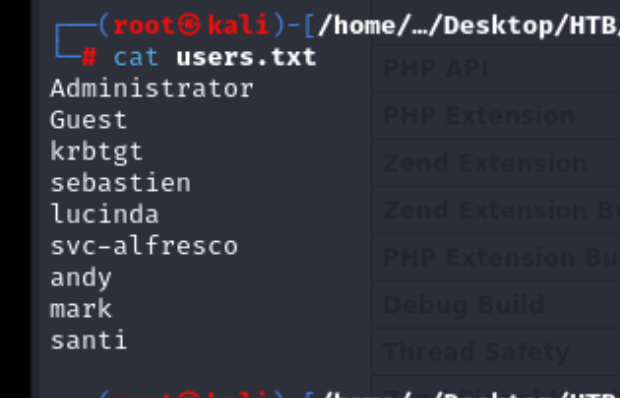 (root㉿kali)-[/home/…/Desktop/HTB/
# cat users.txt
PHP API
Administrator
PHP Extension
Guest
krbtgt
Zend Extension
sebastien
lucinda
Zend Extension Bu
svc-alfresco
PHP Extension Bu
andy
mark
Debug Build
santi
Thread Safety